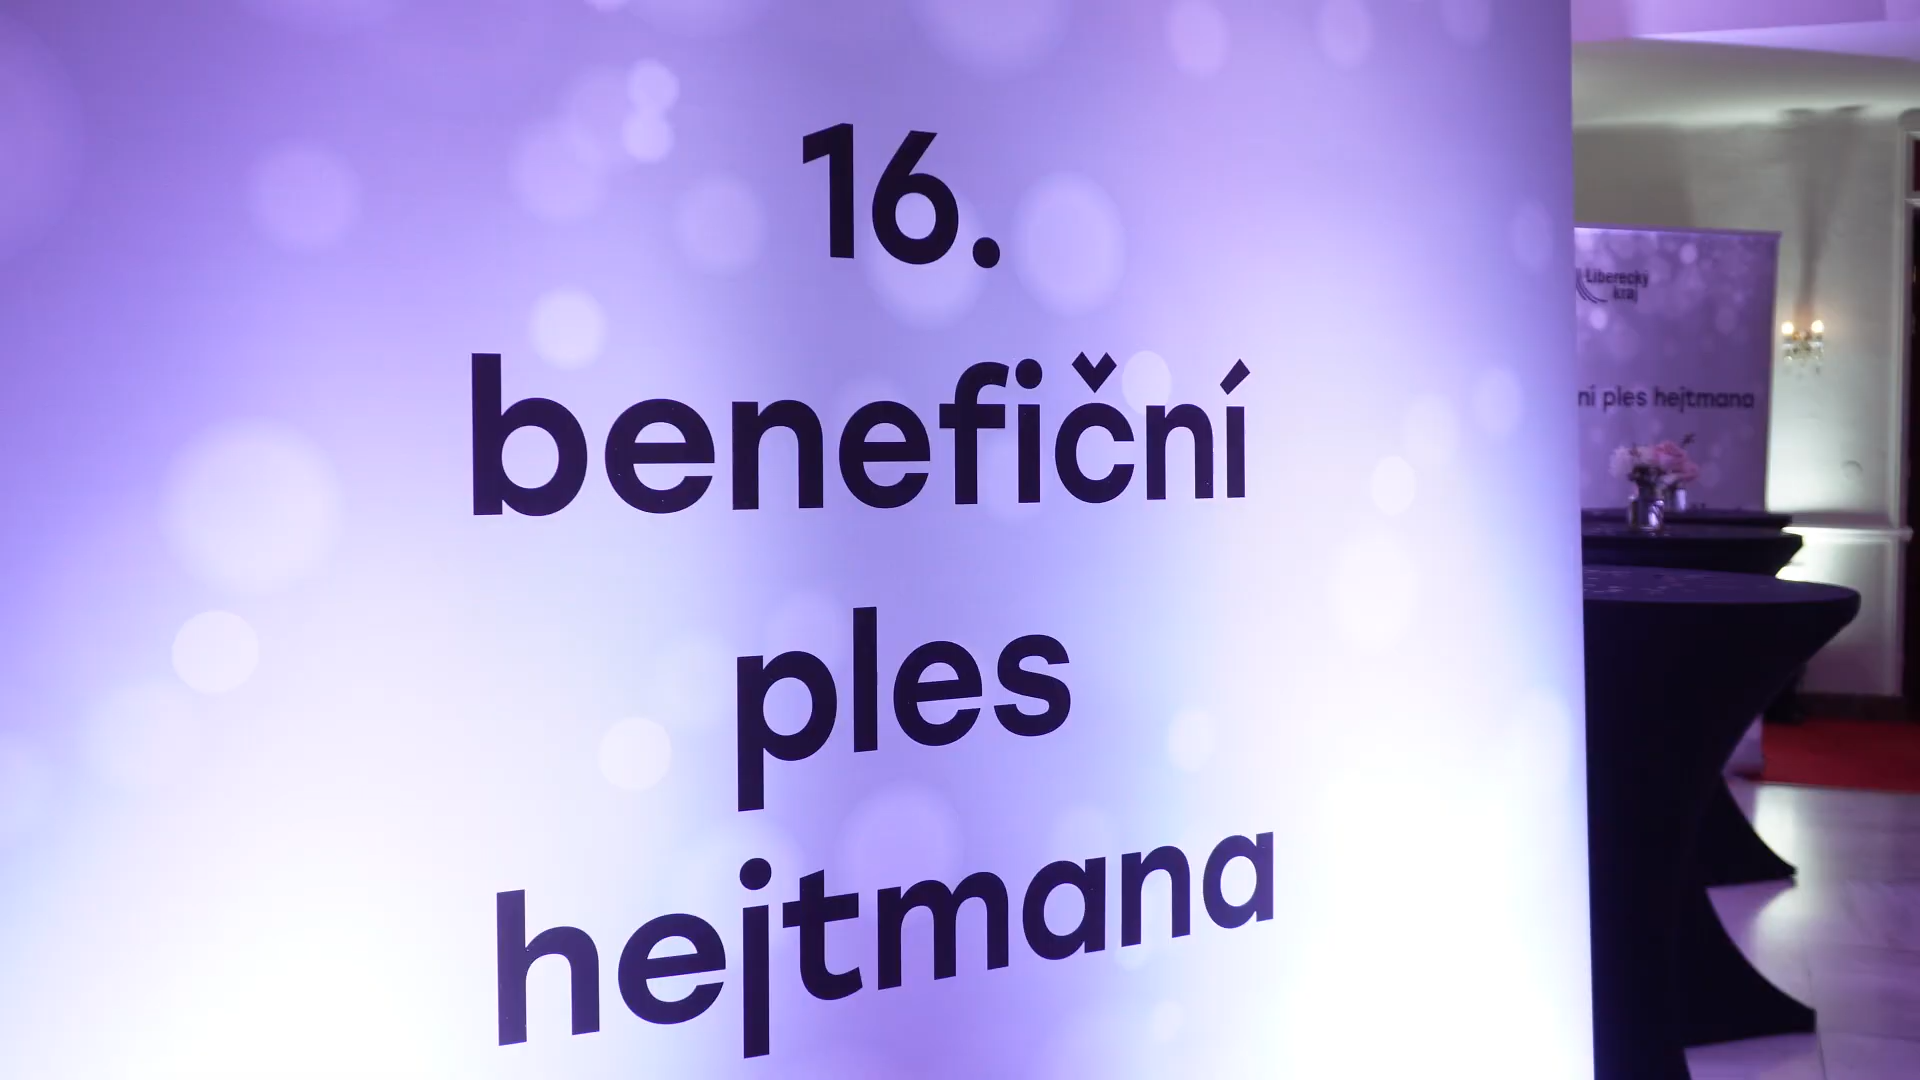 16.
benefiční
ples
hejtmana
Liberecký
kraj
ní ples hejtmana